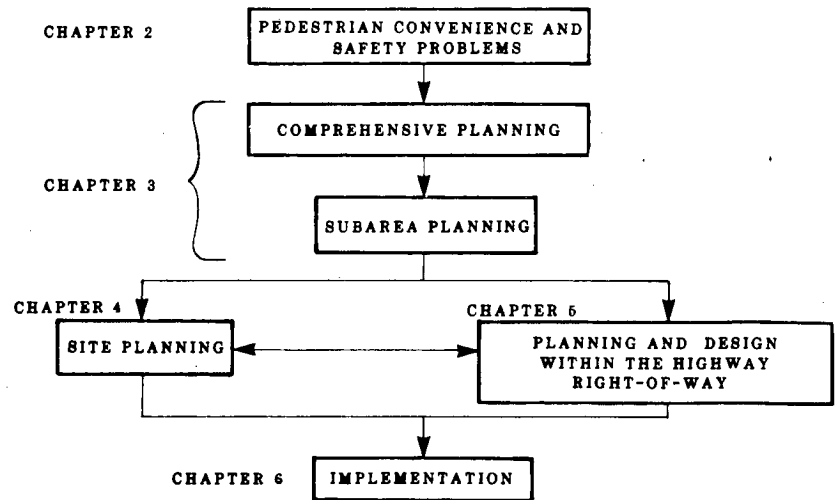 CHAPTER 2
PEDESTRIAN CONVENIENCE AND
SAFETY PROBLEMS
COMPREHENSIVE PLANNING
CHAPTER 3
SUBAREA PLANNING
CHAPTER 4
SITE PLANNING
CHAPTER 5
PLANNING AND DESIGN
WITHIN THE HIGHWAY
RIGHT-OF-WAY
CHAPTER 6
IMPLEMENTATION